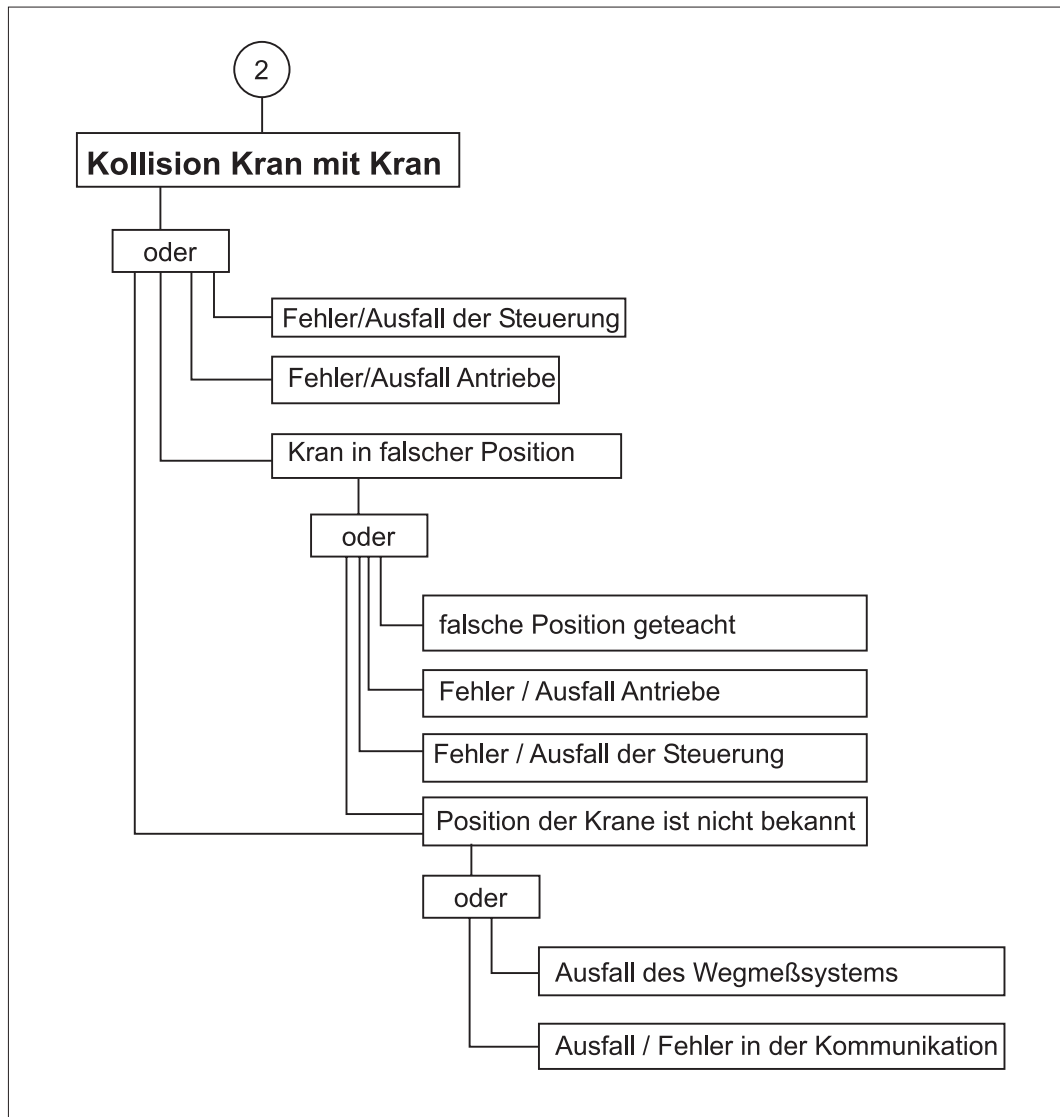 2
Kollision Kran mit Kran
oder
Fehler/Ausfall der Steuerung
Fehler/Ausfall Antriebe
Kran in falscher Position
oder
falsche Position geteacht
Fehler / Ausfall Antriebe
Fehler / Ausfall der Steuerung
Position der Krane ist nicht bekannt
oder
Ausfall des Wegmeßsystems
Ausfall / Fehler in der Kommunikation